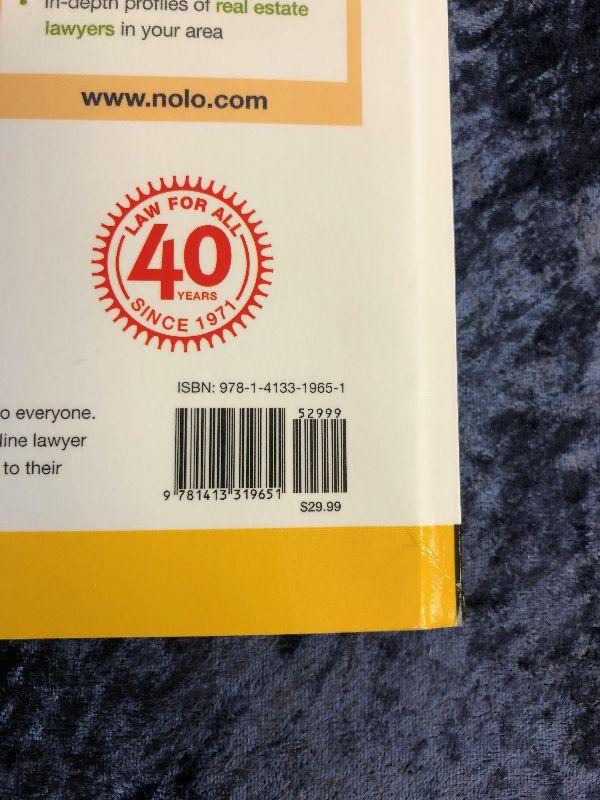 • In-depth profiles of real estate
lawyers in your area
www.nolo.com
LAW FOR ALL
40
YEARS
SINCE 1971
ISBN: 978-1-4133-1965-1
o everyone.
line lawyer
to their
52999
9 781413 319651
$29.99